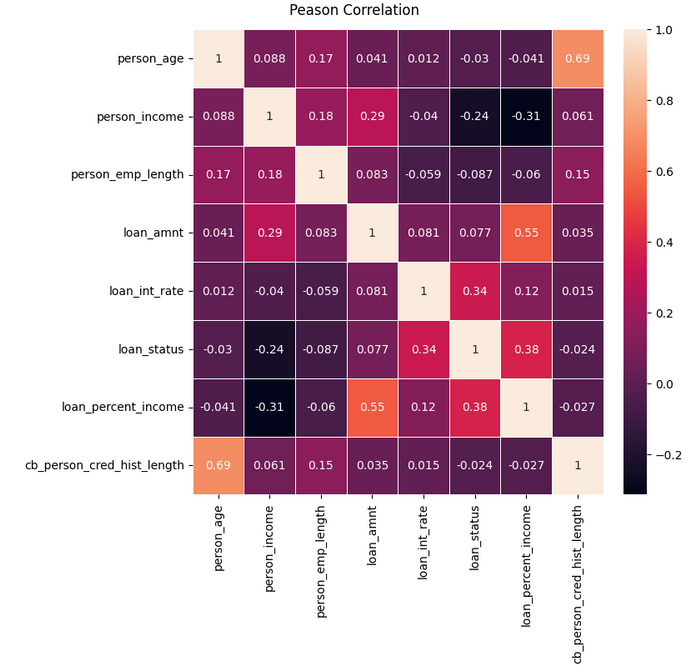 Peason Correlation
person_age 1 0.088 0.17 0.041 0.012 -0.03 -0.041 0.69
person_income 0.088 1 0.18 0.29 -0.04 -0.24 -0.31 0.061
person_emp_length 0.17 0.18 1 0.083 -0.059 -0.087 -0.06 0.15
loan_amnt 0.041 0.29 0.083 1 0.081 0.077 0.55 0.035
loan_int_rate 0.012 -0.04 -0.059 0.081 1 0.34 0.12 0.015
loan_status -0.03 -0.24 -0.087 0.077 0.34 1 0.38 -0.024
loan_percent_income -0.041 -0.31 -0.06 0.55 0.12 0.38 1 -0.027
cb_person_cred_hist_length 0.69 0.061 0.15 0.035 0.015 -0.024 -0.027 1
person_age
person_income
person_emp_length
loan_amnt
loan_int_rate
loan_status
loan_percent_income
cb_person_cred_hist_length
1.0
0.8
0.6
0.4
0.2
0.0
−0.2